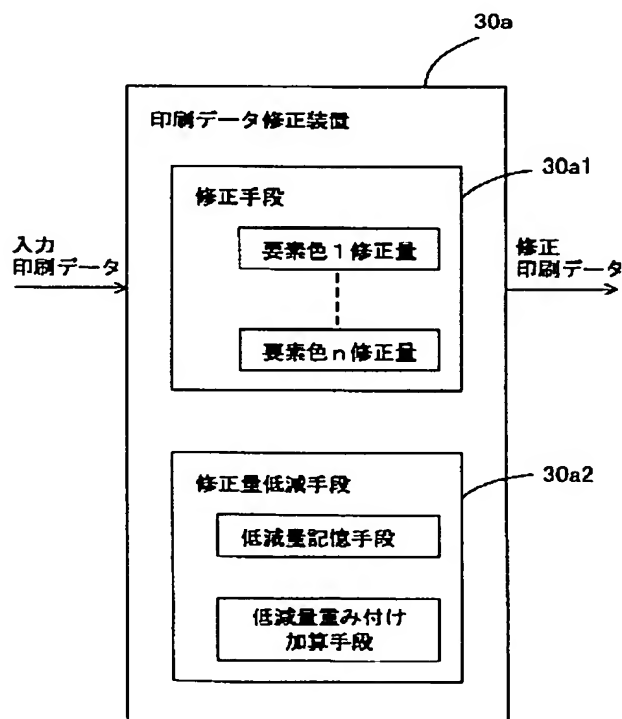 30a
印刷データ修正装置
30a1
修正手段
入力
印刷データ
要素色1修正量
修正
印刷データ
要素色n修正量
30a2
修正量低減手段
低減量記憶手段
低減量重み付け
加算手段